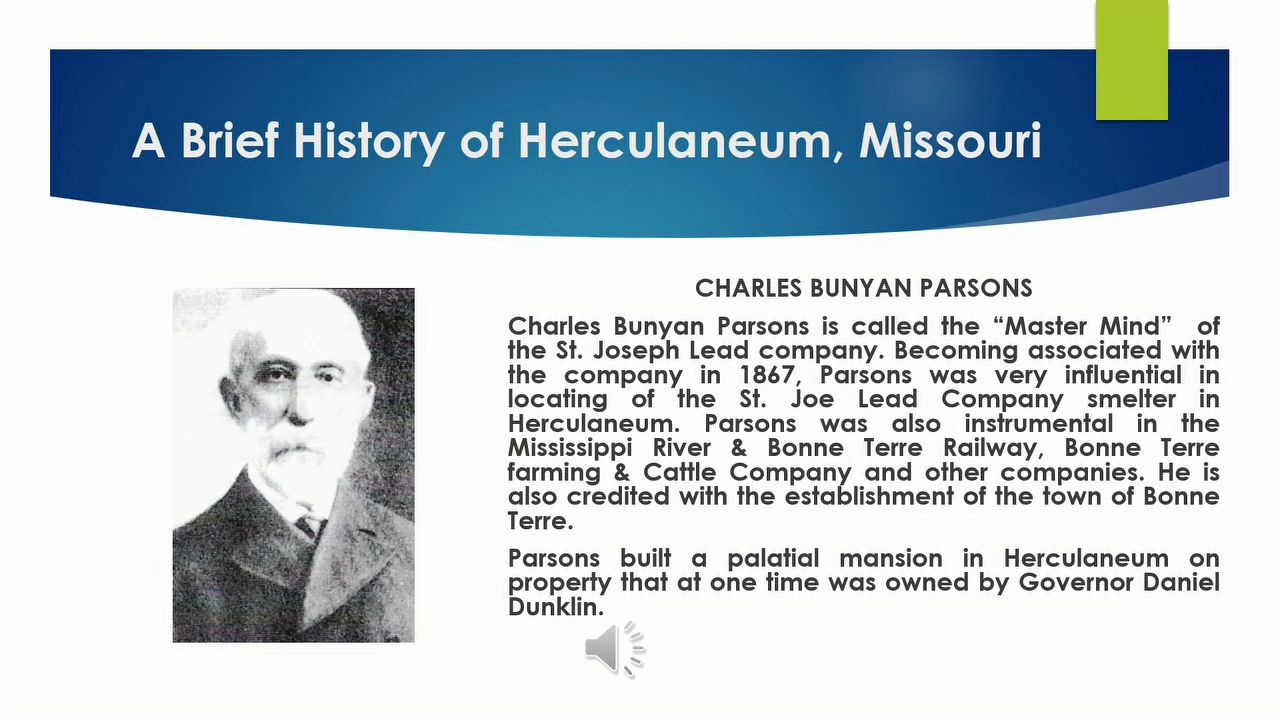 A Brief History of Herculaneum, Missouri
CHARLES BUNYAN PARSONS
Charles Bunyan Parsons is called the “Master Mind”  of
the St. Joseph Lead company. Becoming associated with
the company in 1867, Parsons was very influential in
locating of the St. Joe Lead Company smelter in
Herculaneum. Parsons was also instrumental in the
Mississippi River & Bonne Terre Railway, Bonne Terre
farming & Cattle Company and other companies. He is
also credited with the establishment of the town of Bonne
Terre.
Parsons built a palatial mansion in Herculaneum on
property that at one time was owned by Governor Daniel
Dunklin.